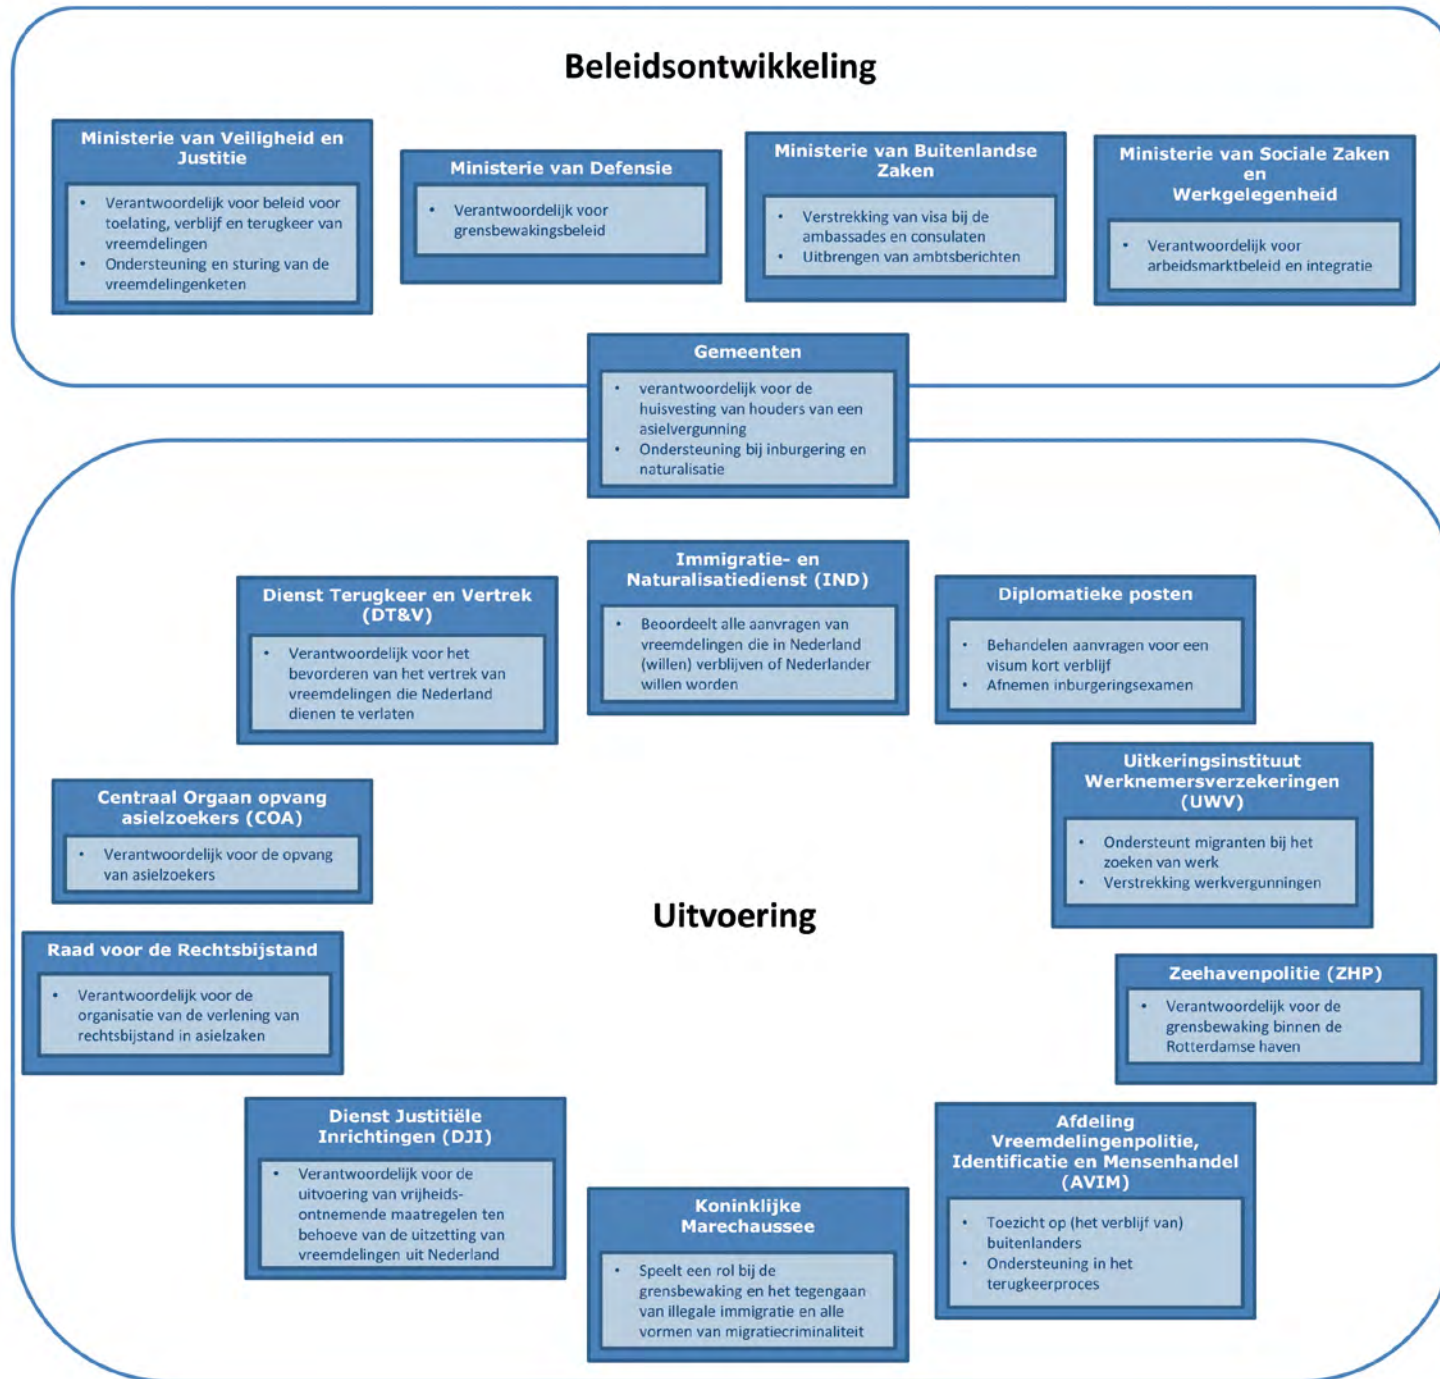 Beleidsontwikkeling
Ministerie van Veiligheid en
Justitie
• Verantwoordelijk voor beleid voor
toelating, verblijf en terugkeer van
vreemdelingen
• Ondersteuning en sturing van de
vreemdelingenketen
Ministerie van Defensie
• Verantwoordelijk voor
grensbewakingsbeleid
Ministerie van Buitenlandse
Zaken
• Verstrekking van visa bij de
ambassades en consulaten
• Uitbrengen van ambtsberichten
Ministerie van Sociale Zaken
en
Werkgelegenheid
• Verantwoordelijk voor
arbeidsmarktbeleid en integratie
Gemeenten
• verantwoordelijk voor de
huisvesting van houders van een
asielvergunning
• Ondersteuning bij inburgering en
naturalisatie
Dienst Terugkeer en Vertrek
(DT&V)
• Verantwoordelijk voor het
bevorderen van het vertrek van
vreemdelingen die Nederland
dienen te verlaten
Immigratie- en
Naturalisatiedienst (IND)
• Beoordeelt alle aanvragen van
vreemdelingen die in Nederland
(willen) verblijven of Nederlander
willen worden
Diplomatieke posten
• Behandelen aanvragen voor een
visum kort verblijf
• Afnemen inburgeringsexamen
Centraal Orgaan opvang
asielzoekers (COA)
• Verantwoordelijk voor de opvang
van asielzoekers
Uitkeringsinstituut
Werknemersverzekeringen
(UWV)
• Ondersteunt migranten bij het
zoeken van werk
• Verstrekking werkvergunningen
Uitvoering
Raad voor de Rechtsbijstand
• Verantwoordelijk voor de
organisatie van de verlening van
rechtsbijstand in asielzaken
Zeehavenpolitie (ZHP)
• Verantwoordelijk voor de
grensbewaking binnen de
Rotterdamse haven
Dienst Justitiële
Inrichtingen (DJI)
• Verantwoordelijk voor de
uitvoering van vrijheids-
ontnemende maatregelen ten
behoeve van de uitzetting van
vreemdelingen uit Nederland
Koninklijke
Marechaussee
• Speelt een rol bij de
grensbewaking en het tegengaan
van illegale immigratie en alle
vormen van migratiecriminaliteit
Afdeling
Vreemdelingenpolitie,
Identificatie en Mensenhandel
(AVIM)
• Toezicht op (het verblijf van)
buitenlanders
• Ondersteuning in het
terugkeerproces